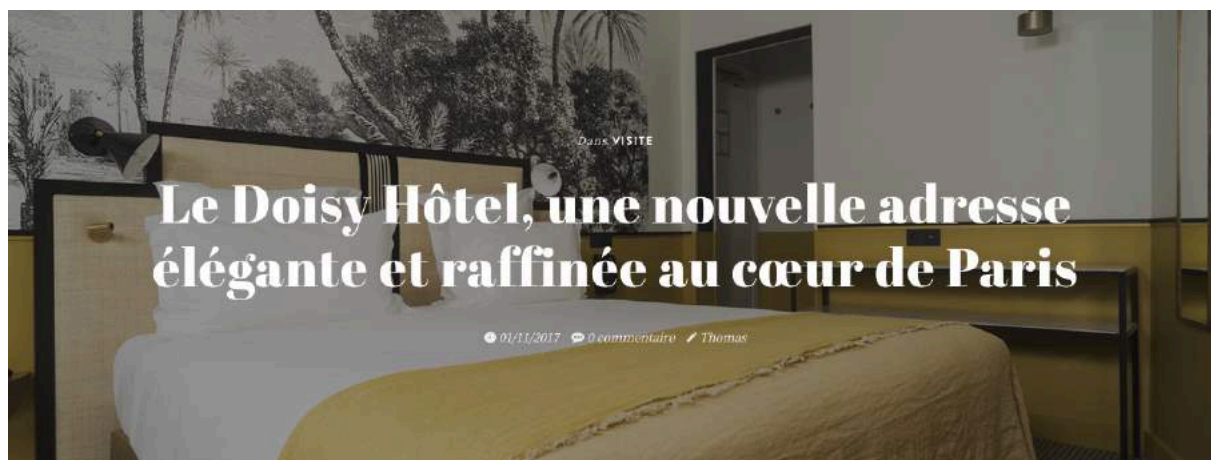 Dans VISITE
Le Doisy Hôtel, une nouvelle adresse
élégante et raffinée au cœur de Paris
01/11/2017 0 commentaire Thomas